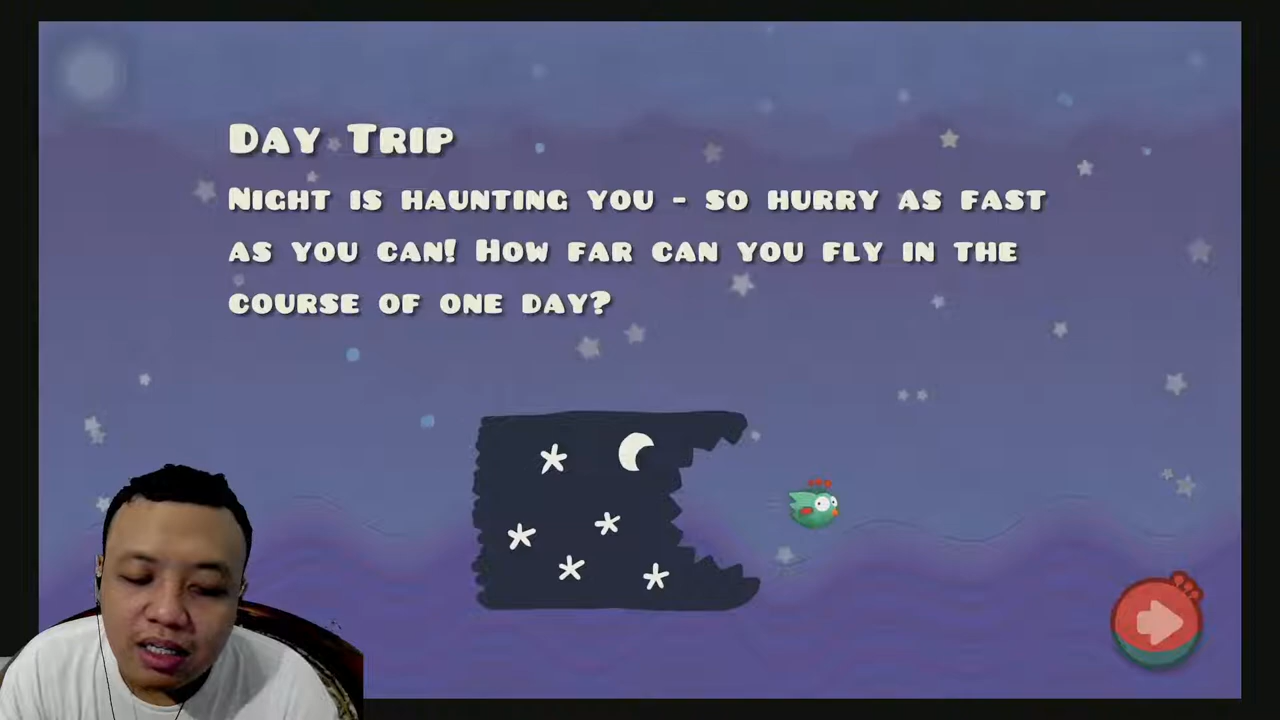 Day Trip
Night is haunting you - so hurry as fast
as you can! How far can you fly in the
course of one day?